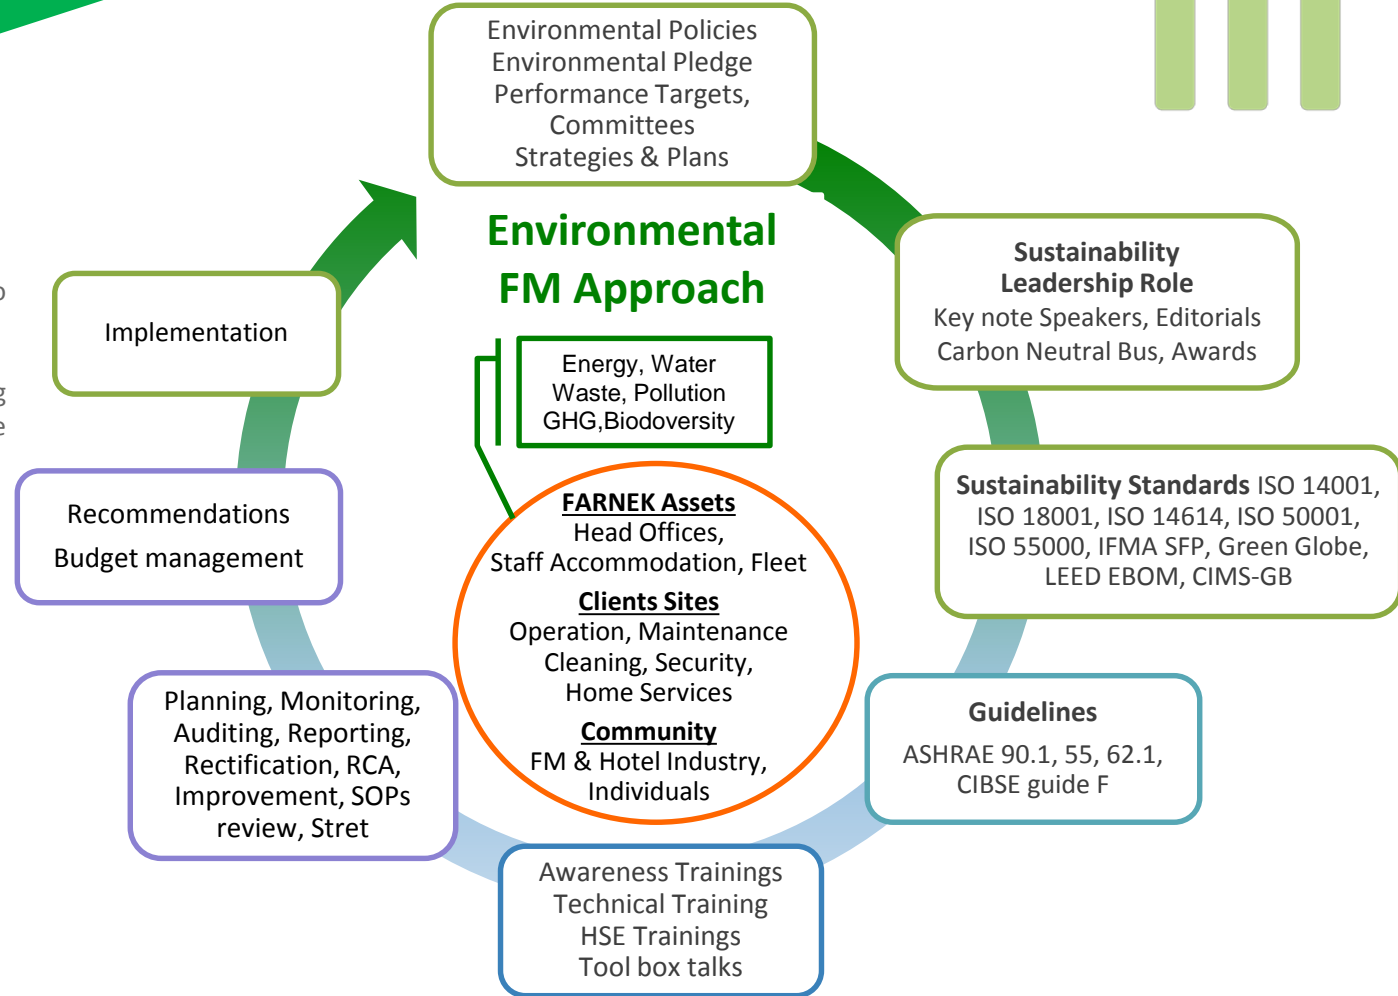 Environmental Policies
Environmental Pledge
Performance Targets,
Committees
Strategies & Plans
Environmental
FM Approach
Sustainability
Leadership Role
Key note Speakers, Editorials
Carbon Neutral Bus, Awards
Implementation
Energy, Water
Waste, Pollution
GHG,Biodoversity
Sustainability Standards ISO 14001,
ISO 18001, ISO 14614, ISO 50001,
ISO 55000, IFMA SFP, Green Globe,
LEED EBOM, CIMS-GB
Recommendations
Budget management
FARNEK Assets
Head Offices,
Staff Accommodation, Fleet
Clients Sites
Operation, Maintenance
Cleaning, Security,
Home Services
Community
FM & Hotel Industry,
Individuals
Guidelines
ASHRAE 90.1, 55, 62.1,
CIBSE guide F
Planning, Monitoring,
Auditing, Reporting,
Rectification, RCA,
Improvement, SOPs
review, Stret
Awareness Trainings
Technical Training
HSE Trainings
Tool box talks